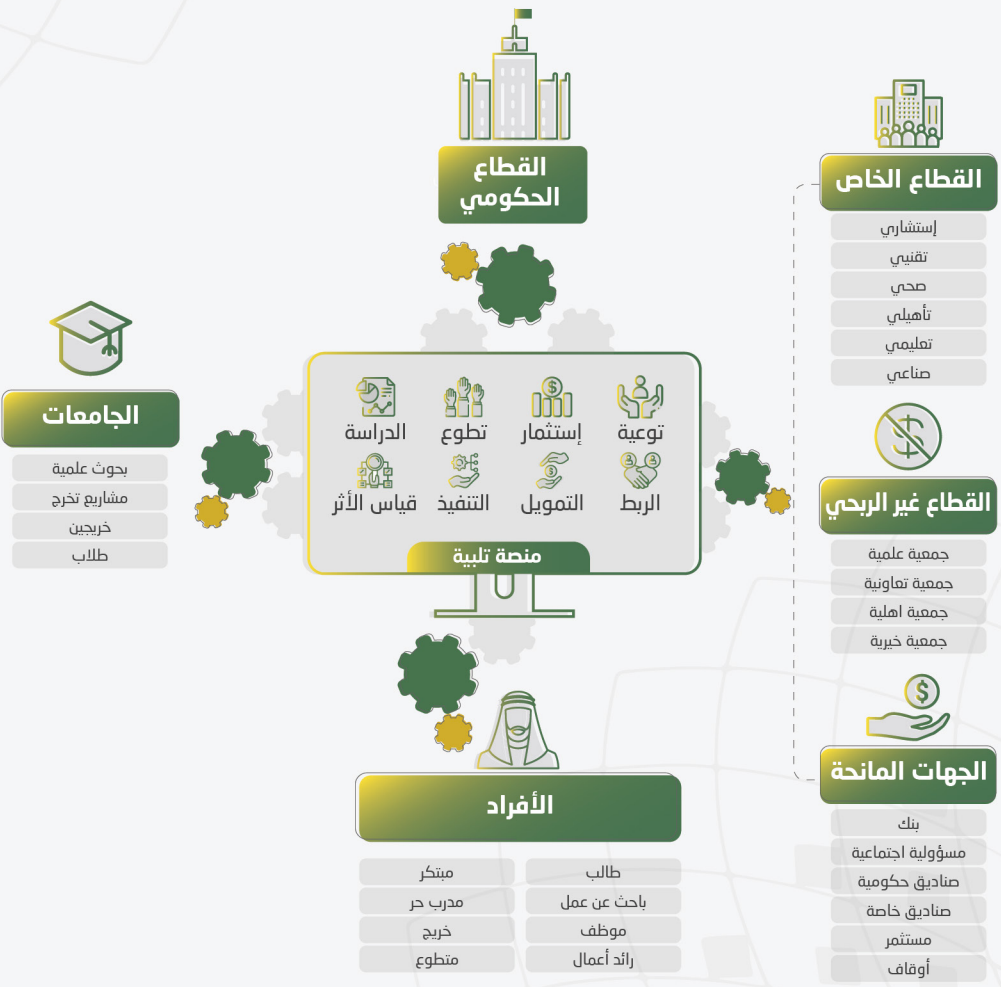 القطاع
الحكومي
القطاع الخاص
إستشاري
تقني
صحي
تأهيلي
تعليمي
صناعي
الجامعات
بحوث علمية
مشاريع تخرج
خريجين
طلاب
توعية
إستثمار
تطوع
الدراسة
الربط
التمويل
التنفيذ
قياس الأثر
منصة تلبية
القطاع غير الربحي
جمعية علمية
جمعية تعاونية
جمعية اهلية
جمعية خيرية
الجهات المانحة
بنك
مسؤولية اجتماعية
صناديق حكومية
صناديق خاصة
مستثمر
أوقاف
الأفراد
طالب
باحث عن عمل
موظف
رائد أعمال
مبتكر
مدرب حر
خريج
متطوع